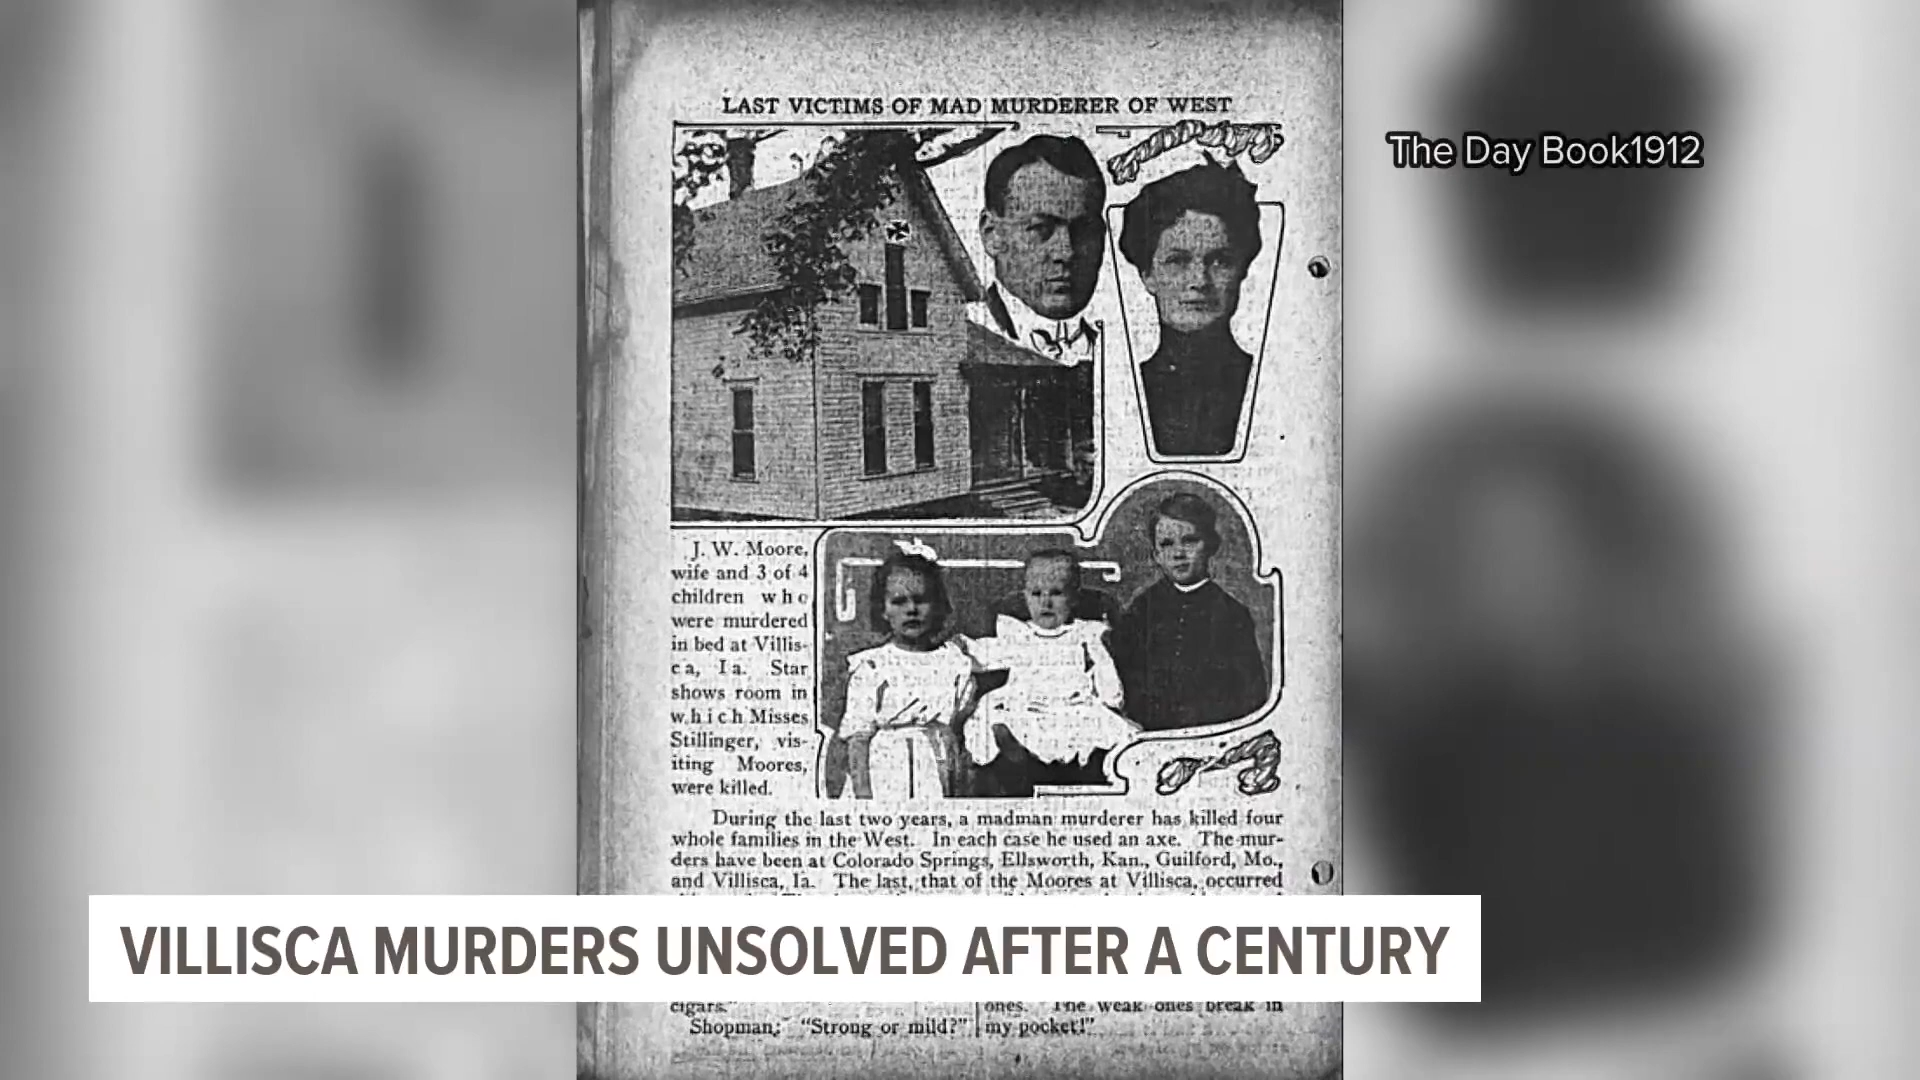 LAST VICTIMS OF MAD MURDERER OF WEST
The Day Book1912
J. W. Moore,
wife and 3 of 4
children who
were murdered
in bed at Villis-
ca, Ia. Star
shows room in
which Misses
Stillinger, vis-
iting Moores,
were killed.
During the last two years, a madman murderer has killed four
whole families in the West. In each case he used an axe. The mur-
ders have been at Colorado Springs, Ellsworth, Kan., Guilford, Mo.,
and Villisca, Ia. The last, that of the Moores at Villisca, occurred
VILLISCA MURDERS UNSOLVED AFTER A CENTURY
cigars."
Shopman: "Strong or mild?"
ones. The weak ones break in
my pocket!"